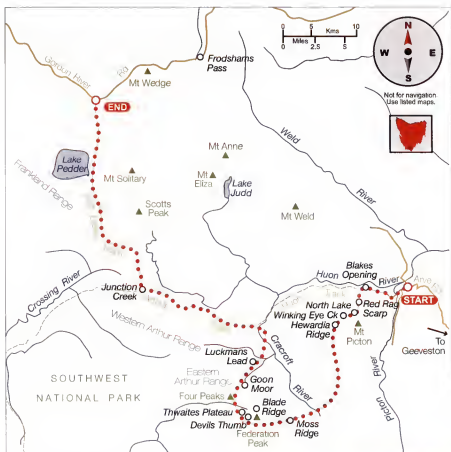 0 5 10
Kms
Miles 2.5 5
N
W E
S
Not for navigation
Use listed maps.
Gordon River
Rd
Frodshams
Pass
Mt Wedge
END
Lake
Pedder
Frankland Range
Mt Solitary
Mt Anne
Mt
Eliza
Lake
Judd
Scotts
Peak
Mt Weld
Weld
River
Blakes
Opening
Huon River
Arve Rd
START
Crossing River
Junction
Creek
North Lake
Red Rag
Scarp
Winking Eye Ck
Hewardia
Ridge
Mt
Picton
To
Geeveston
Western Arthur Range
Cracroft
River
Picton River
Luckmans
Lead
Eastern
Arthur Range
Goon
Moor
SOUTHWEST
NATIONAL PARK
Four Peaks
Blade
Ridge
Thwaites Plateau
Devils Thumb
Federation
Peak
Moss
Ridge